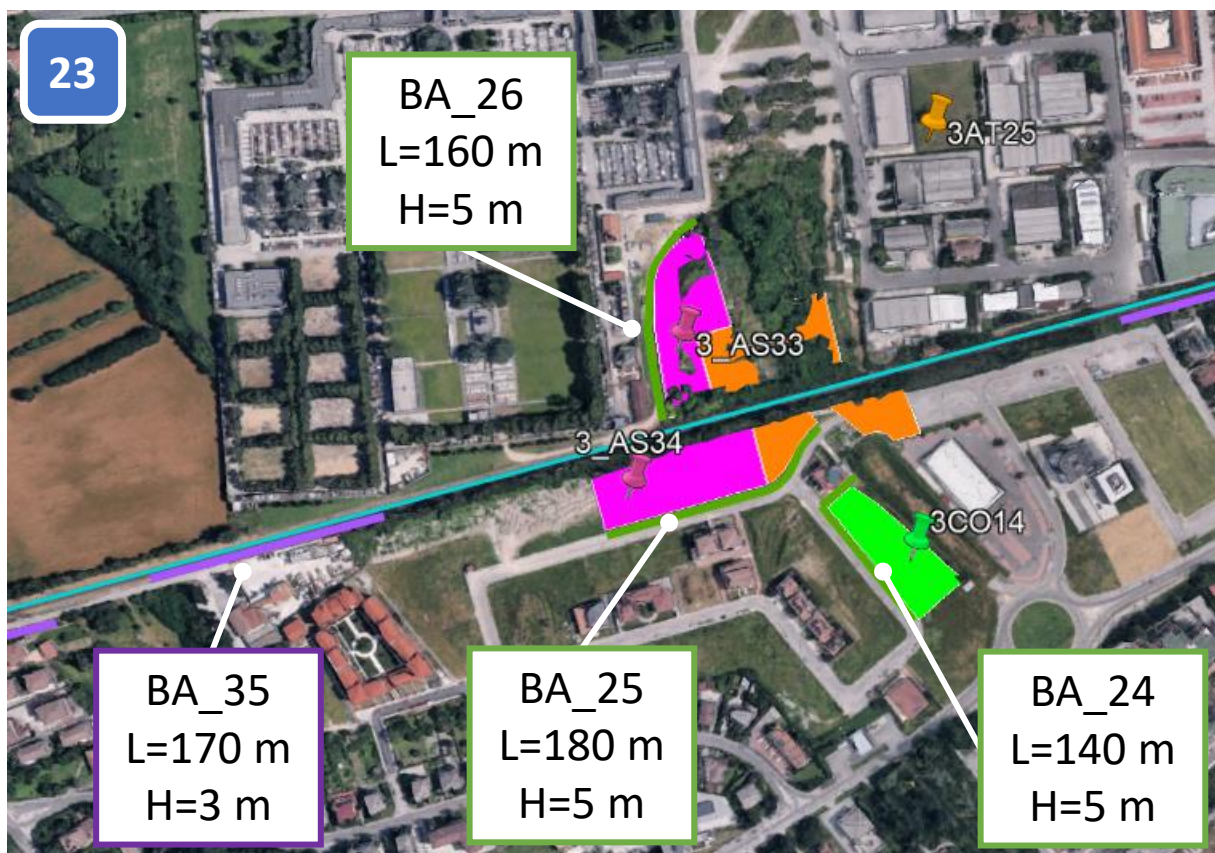 23
BA_26
L=160 m
H=5 m
3AT25
3_AS33
3_AS34
3CO14
BA_35
L=170 m
H=3 m
BA_25
L=180 m
H=5 m
BA_24
L=140 m
H=5 m